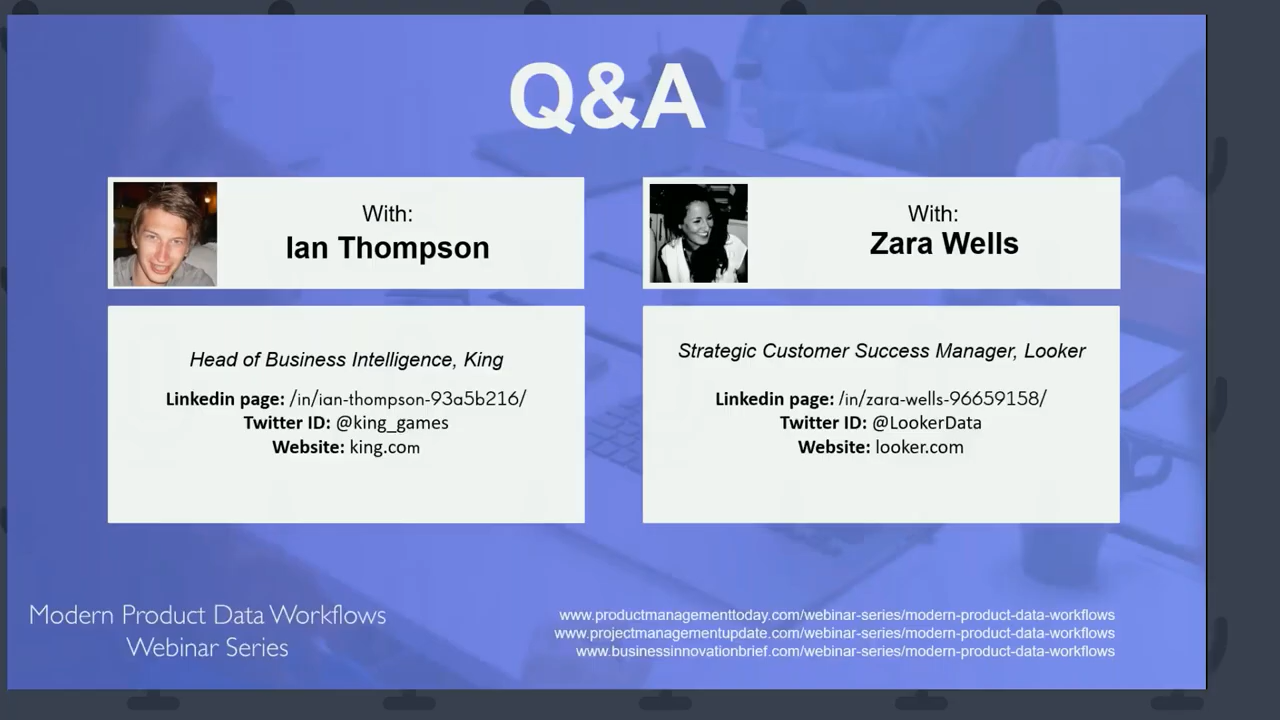 Q&A
With:
Ian Thompson
With:
Zara Wells
Head of Business Intelligence, King
Linkedin page: /in/ian-thompson-93a5b216/
Twitter ID: @king_games
Website: king.com
Strategic Customer Success Manager, Looker
Linkedin page: /in/zara-wells-96659158/
Twitter ID: @LookerData
Website: looker.com
Modern Product Data Workflows
Webinar Series
www.productmanagementtoday.com/webinar-series/modern-product-data-workflows
www.projectmanagementupdate.com/webinar-series/modern-product-data-workflows
www.businessinnovationbrief.com/webinar-series/modern-product-data-workflows